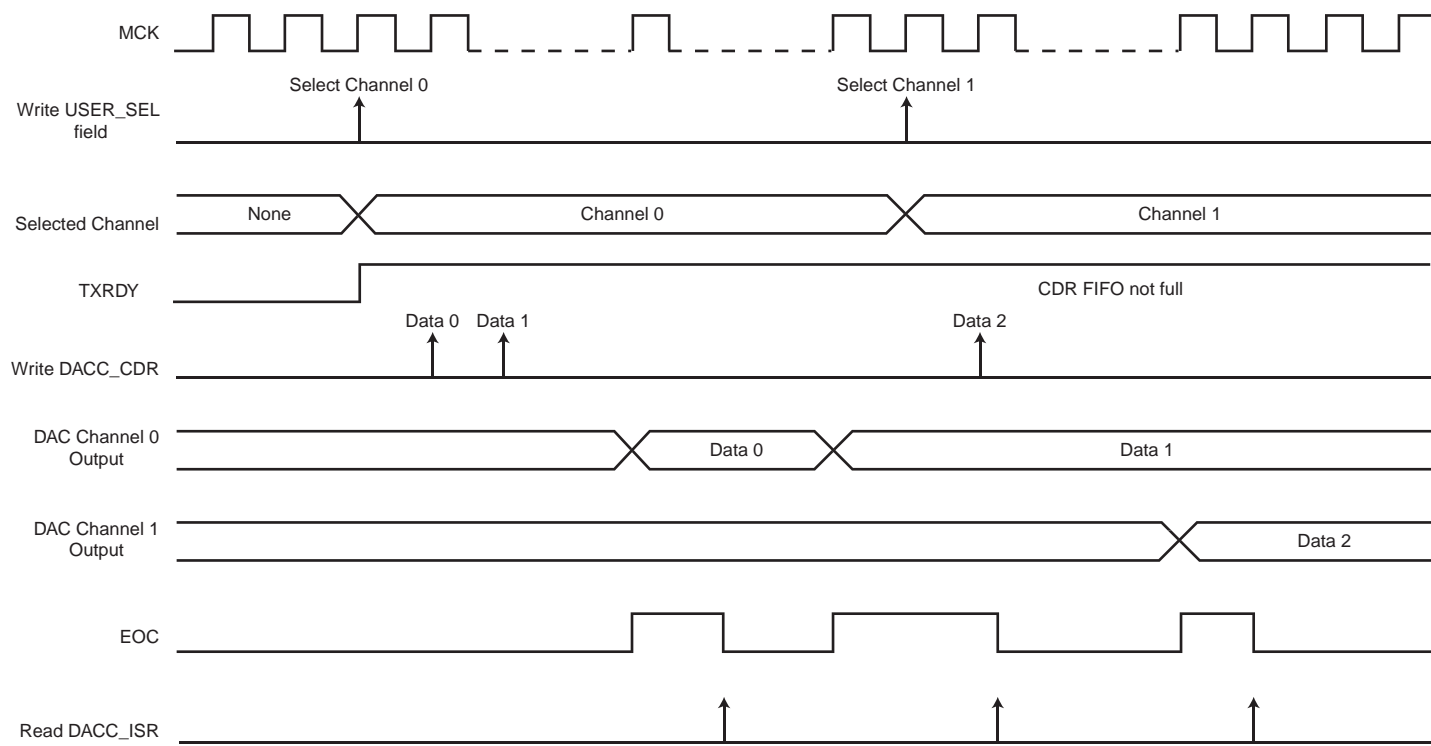 MCK
Select Channel 0
Select Channel 1
Write USER_SEL
field
Selected Channel
None
Channel 0
Channel 1
TXRDY
CDR FIFO not full
Data 0
Data 1
Data 2
Write DACC_CDR
DAC Channel 0
Output
Data 0
Data 1
DAC Channel 1
Output
Data 2
EOC
Read DACC_ISR